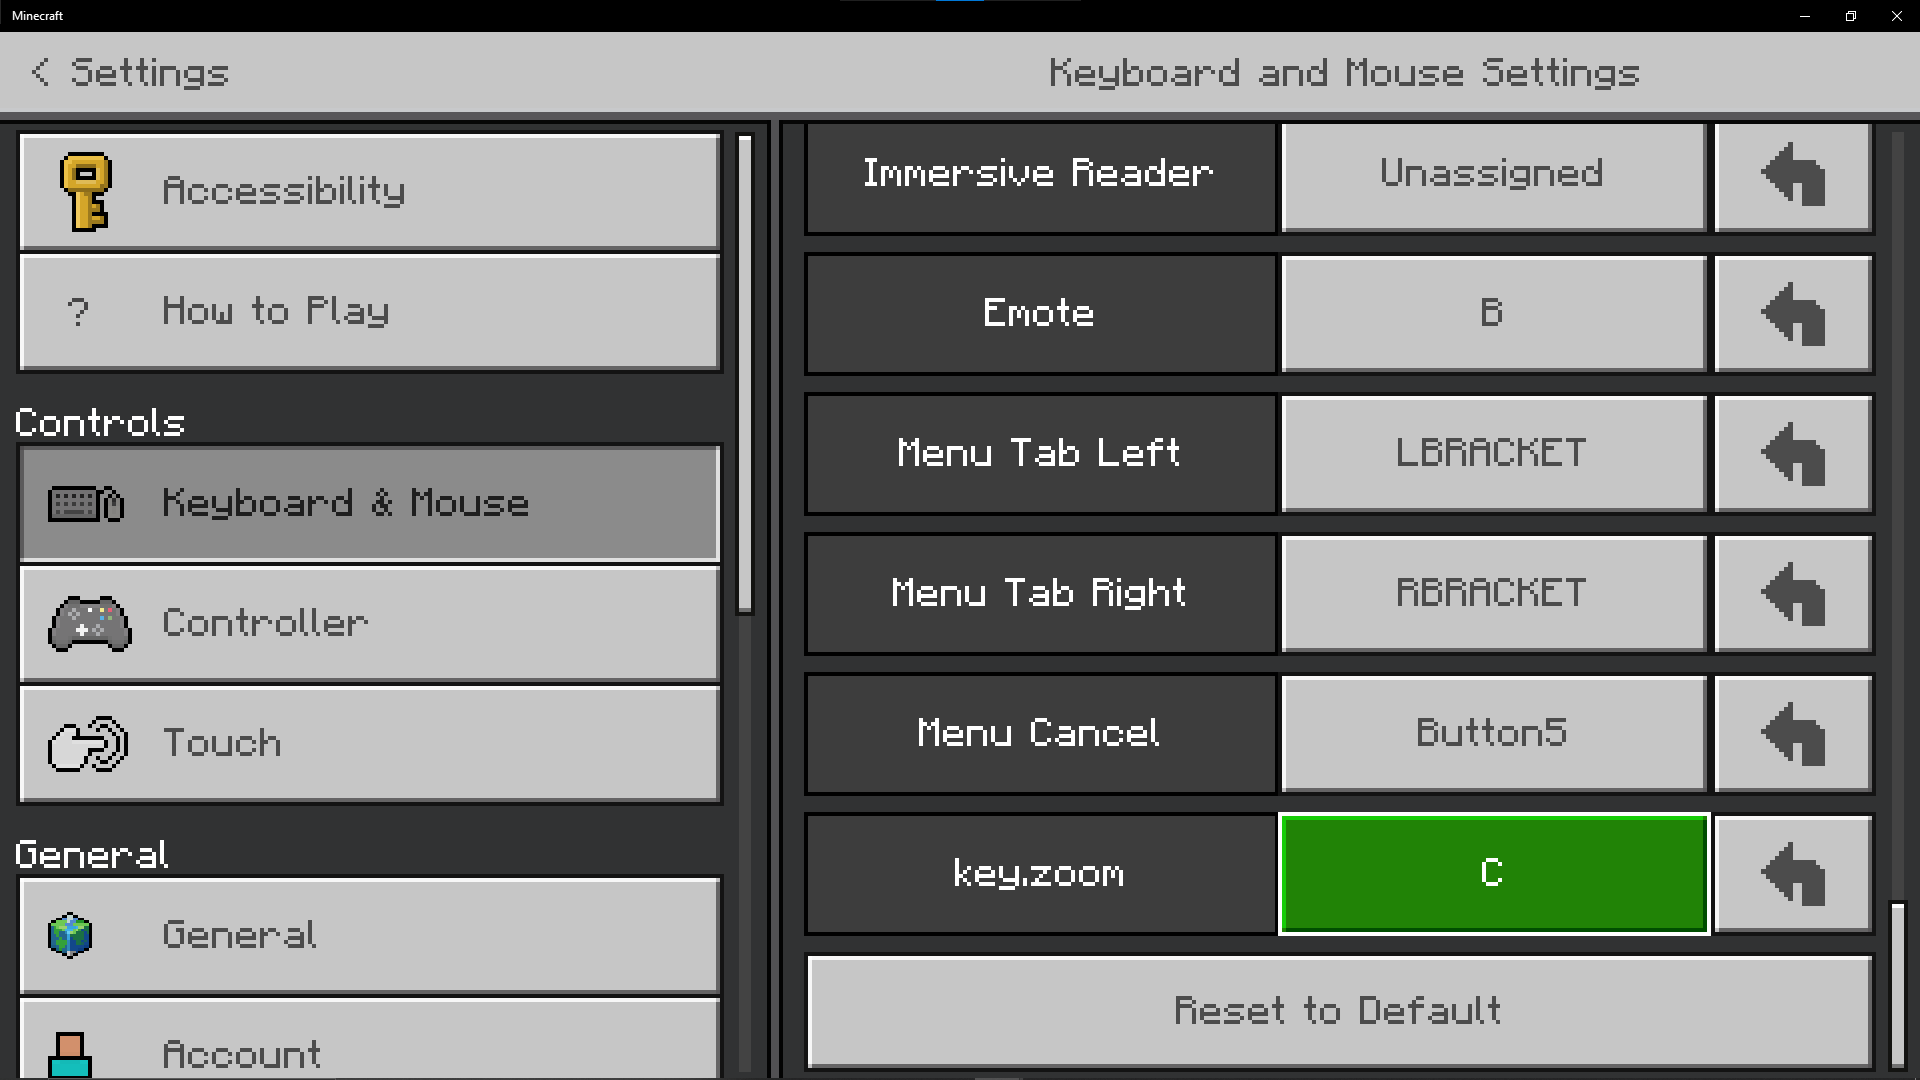 Minecraft
< Settings
Keyboard and Mouse Settings
Accessibility
? How to Play
Controls
Keyboard & Mouse
Controller
Touch
General
General
Account
Immersive Reader
Unassigned
Emote
B
Menu Tab Left
LBRACKET
Menu Tab Right
RBRACKET
Menu Cancel
Button5
key.zoom
C
Reset to Default